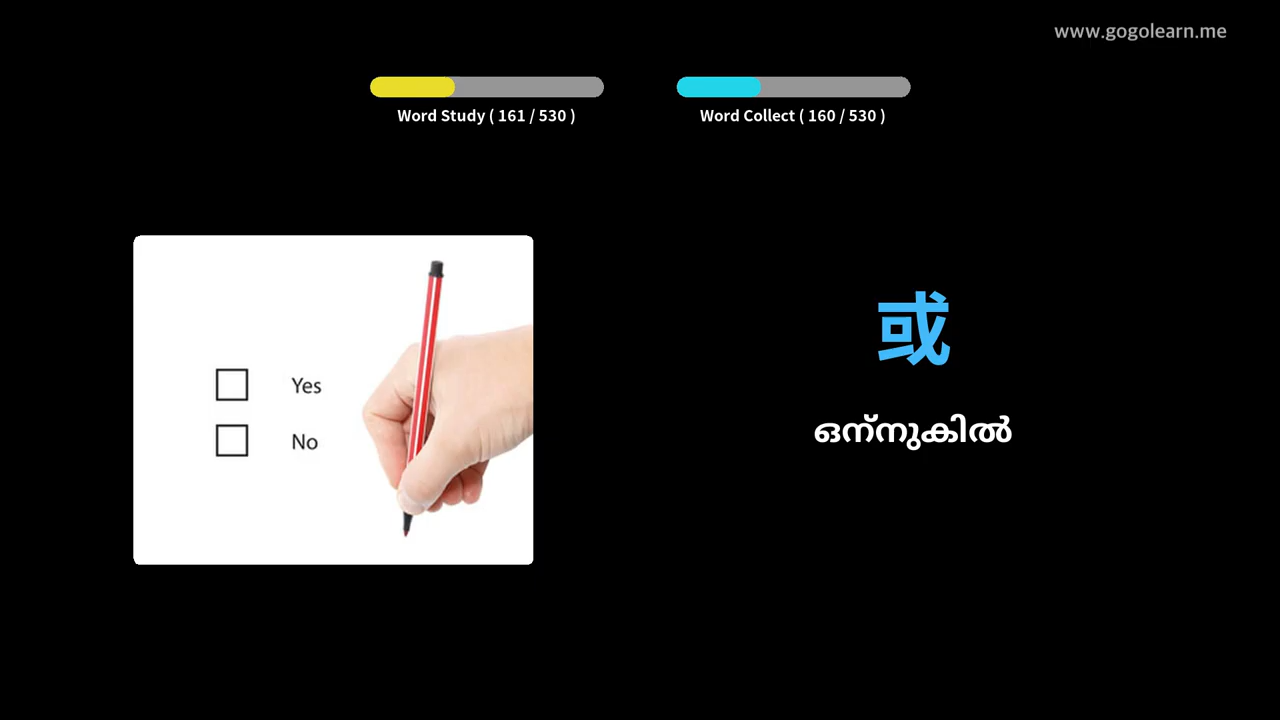 www.gogolearn.me
Word Study ( 161 / 530 )
Word Collect ( 160 / 530 )
Yes
No
或
ഒന്നുകിൽ